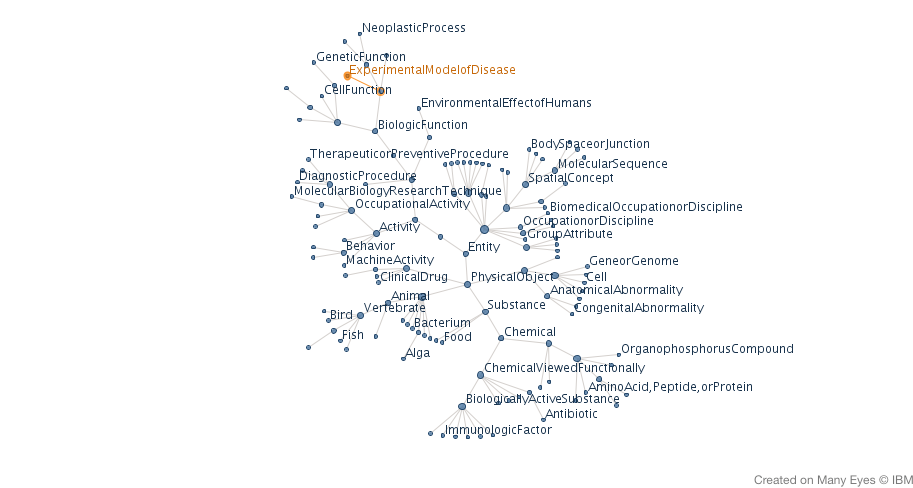 NeoplasticProcess
GeneticFunction
ExperimentalModelofDisease
CellFunction
EnvironmentalEffectofHumans
BiologicFunction
BodySpaceorJunction
TherapeuticorPreventiveProcedure
MolecularSequence
DiagnosticProcedure
SpatialConcept
MolecularBiologyResearchTechnique
OccupationalActivity
BiomedicalOccupationorDiscipline
OccupationorDiscipline
Activity
GroupAttribute
Behavior
Entity
MachineActivity
GeneorGenome
ClinicalDrug
PhysicalObject
Cell
AnatomicalAbnormality
Animal
Vertebrate
Substance
CongenitalAbnormality
Bird
Bacterium
Fish
Food
Chemical
Alga
OrganophosphorusCompound
ChemicalViewedFunctionally
AminoAcid,Peptide,orProtein
BiologicallyActiveSubstance
Antibiotic
ImmunologicFactor
Created on Many Eyes © IBM